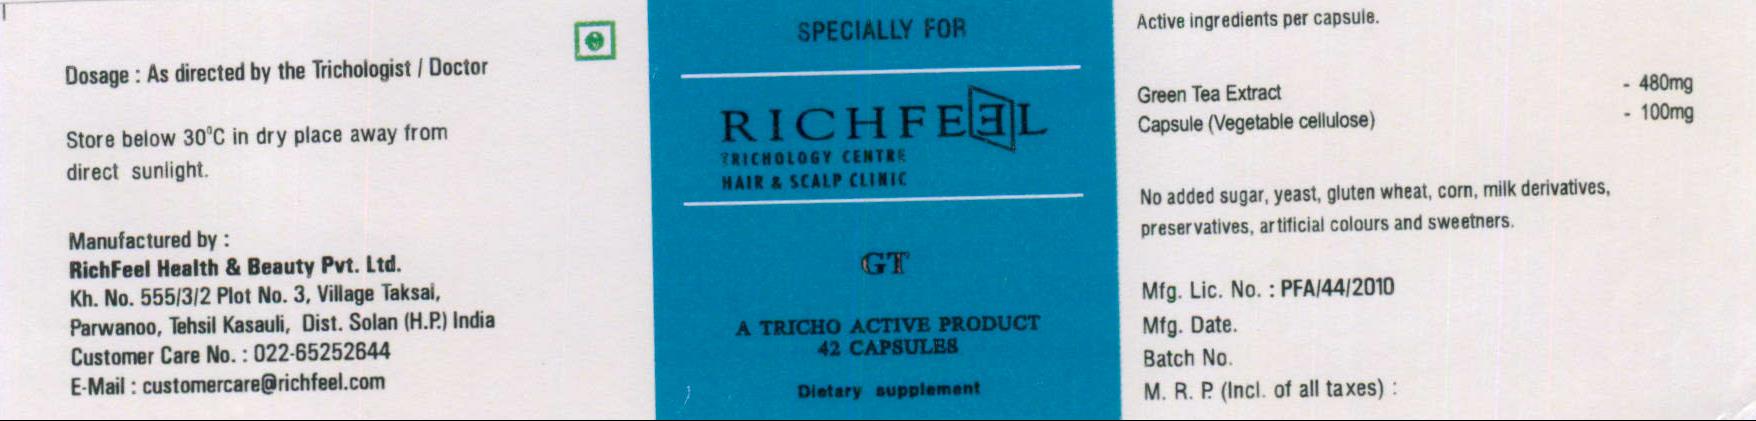 Dosage : As directed by the Trichologist / Doctor
Store below 30°C in dry place away from
direct sunlight.
Manufactured by :
RichFeel Health & Beauty Pvt. Ltd.
Kh. No. 555/3/2 Plot No. 3, Village Taksai,
Parwanoo, Tehsil Kasauli, Dist. Solan (H.P.) India
Customer Care No. : 022-65252644
E-Mail : customercare@richfeel.com
SPECIALLY FOR
RICHFEEL
TRICHOLOGY CENTRE
HAIR & SCALP CLINIC
GT
A TRICHO ACTIVE PRODUCT
42 CAPSULES
Dietary supplement
Active ingredients per capsule.
Green Tea Extract - 480mg
Capsule (Vegetable cellulose) - 100mg
No added sugar, yeast, gluten wheat, corn, milk derivatives,
preservatives, artificial colours and sweetners.
Mfg. Lic. No. : PFA/44/2010
Mfg. Date.
Batch No.
M. R. P. (Incl. of all taxes) :